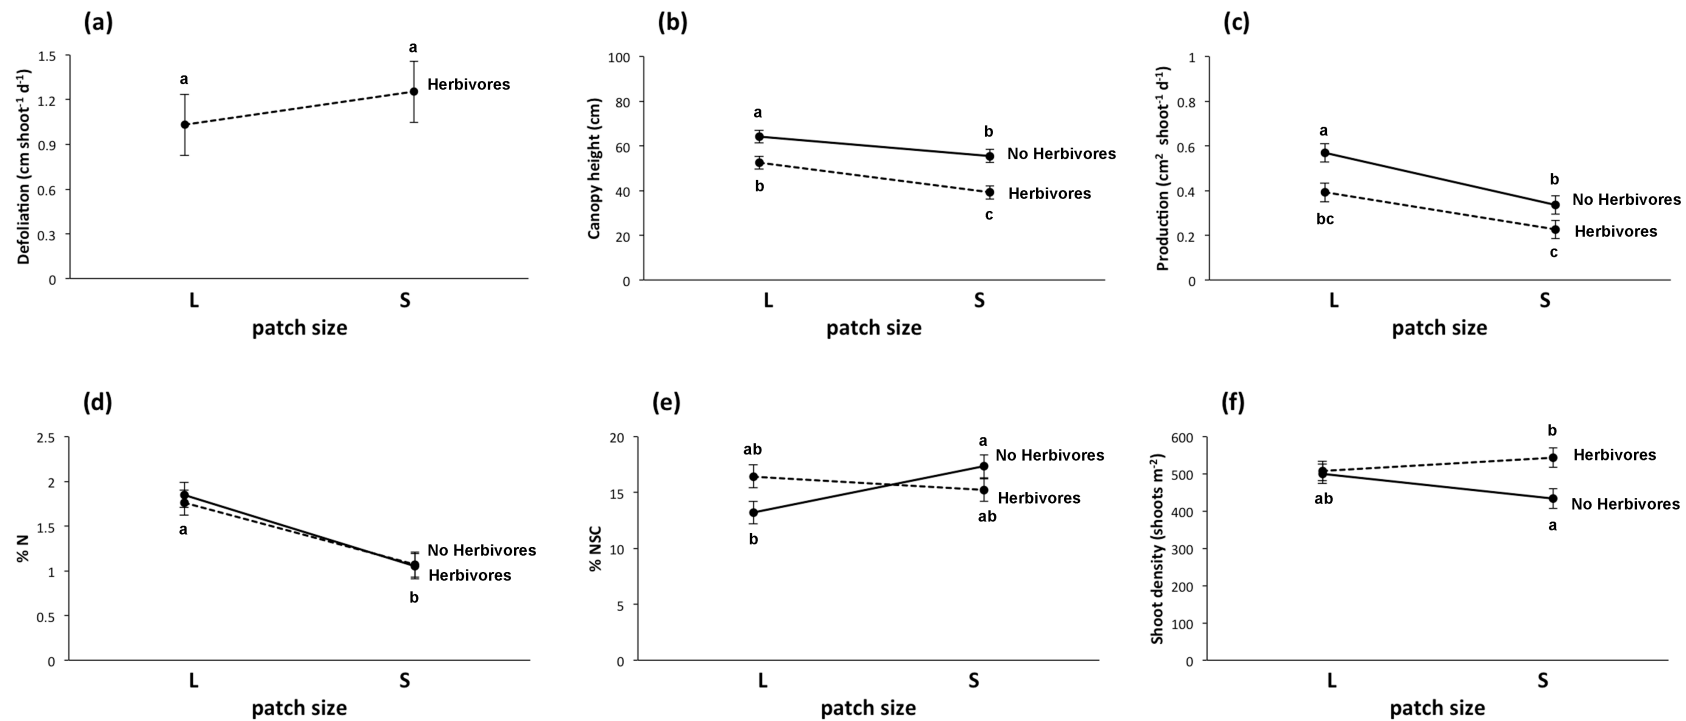 (a)
Defoliation (cm shoot⁻¹ d⁻¹)
1.5
1.2
0.9
0.6
0.3
0
a
a
Herbivores
L
S
patch size
(b)
Canopy height (cm)
100
80
60
40
20
0
a
b
b
c
No Herbivores
Herbivores
L
S
patch size
(c)
Production (cm² shoot⁻¹ d⁻¹)
1
0.8
0.6
0.4
0.2
0
a
bc
b
c
No Herbivores
Herbivores
L
S
patch size
(d)
% N
2.5
2
1.5
1
0.5
0
a
No Herbivores
Herbivores
b
L
S
patch size
(e)
% NSC
20
15
10
5
0
ab
b
a
No Herbivores
Herbivores
ab
L
S
patch size
(f)
Shoot density (shoots m⁻²)
600
500
400
300
200
100
0
ab
b
Herbivores
No Herbivores
a
L
S
patch size